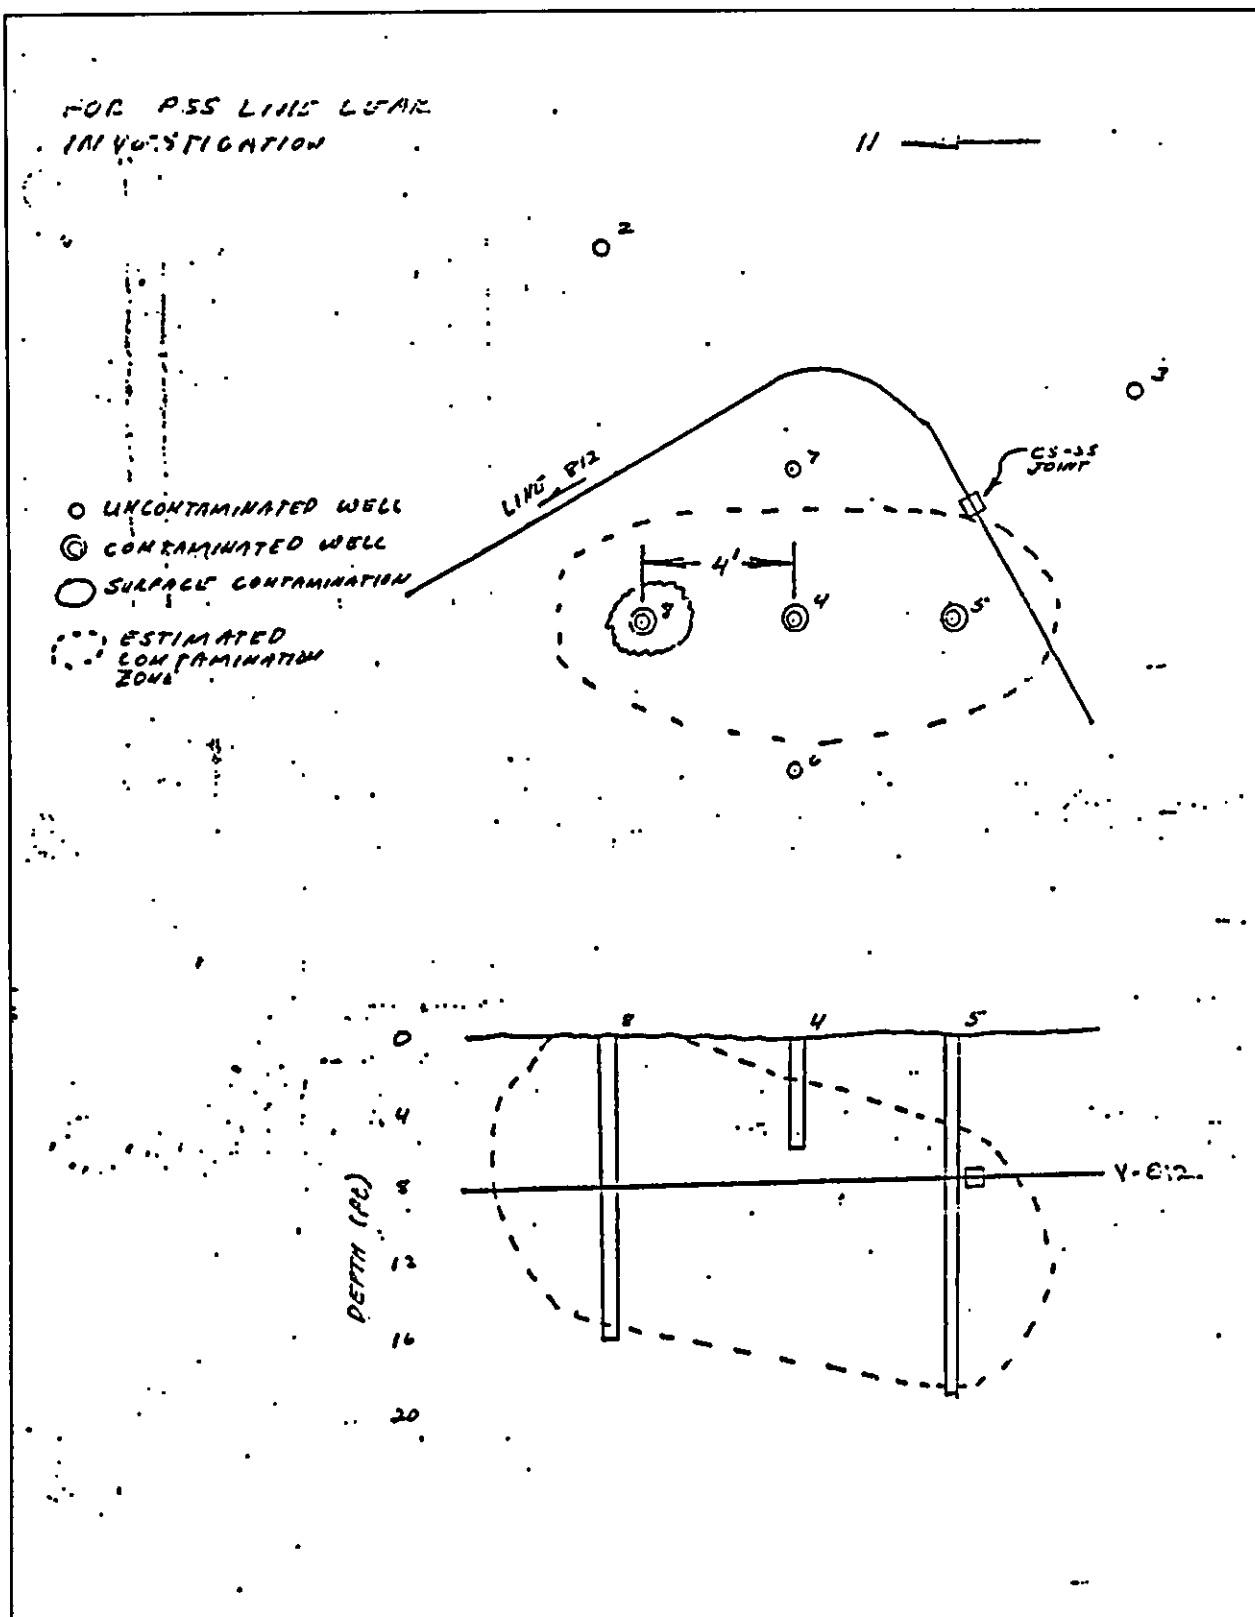 FOR PSS LINE LEAK
INVESTIGATION
2
3
CS-SS
JOINT
7
LINE 812
UNCONTAMINATED WELL
CONTAMINATED WELL
SURFACE CONTAMINATION
ESTIMATED
CONTAMINATION
ZONE
4'
8
4
5
6
8
4
5
0
4
8
12
16
20
DEPTH (ft)